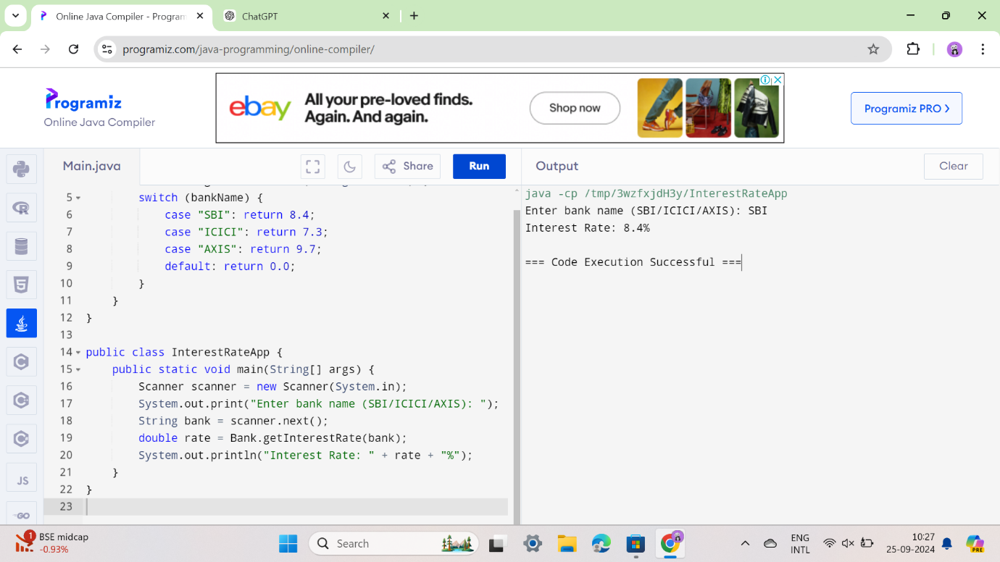 Online Java Compiler - Program
ChatGPT
programiz.com/java-programming/online-compiler/
Programiz
Online Java Compiler
ebay
All your pre-loved finds.
Again. And again.
Shop now
Programiz PRO >
Main.java
Share
Run
Output
Clear
5 switch (bankName) {
6 case "SBI": return 8.4;
7 case "ICICI": return 7.3;
8 case "AXIS": return 9.7;
9 default: return 0.0;
10 }
11 }
12 }
13
14 public class InterestRateApp {
15 public static void main(String[] args) {
16 Scanner scanner = new Scanner(System.in);
17 System.out.print("Enter bank name (SBI/ICICI/AXIS): ");
18 String bank = scanner.next();
19 double rate = Bank.getInterestRate(bank);
20 System.out.println("Interest Rate: " + rate + "%");
21 }
22 }
23
java -cp /tmp/3wzfxjdH3y/InterestRateApp
Enter bank name (SBI/ICICI/AXIS): SBI
Interest Rate: 8.4%
=== Code Execution Successful ===
JS
GO
1
BSE midcap
-0.93%
Search
ENG
INTL
10:27
25-09-2024
PRE